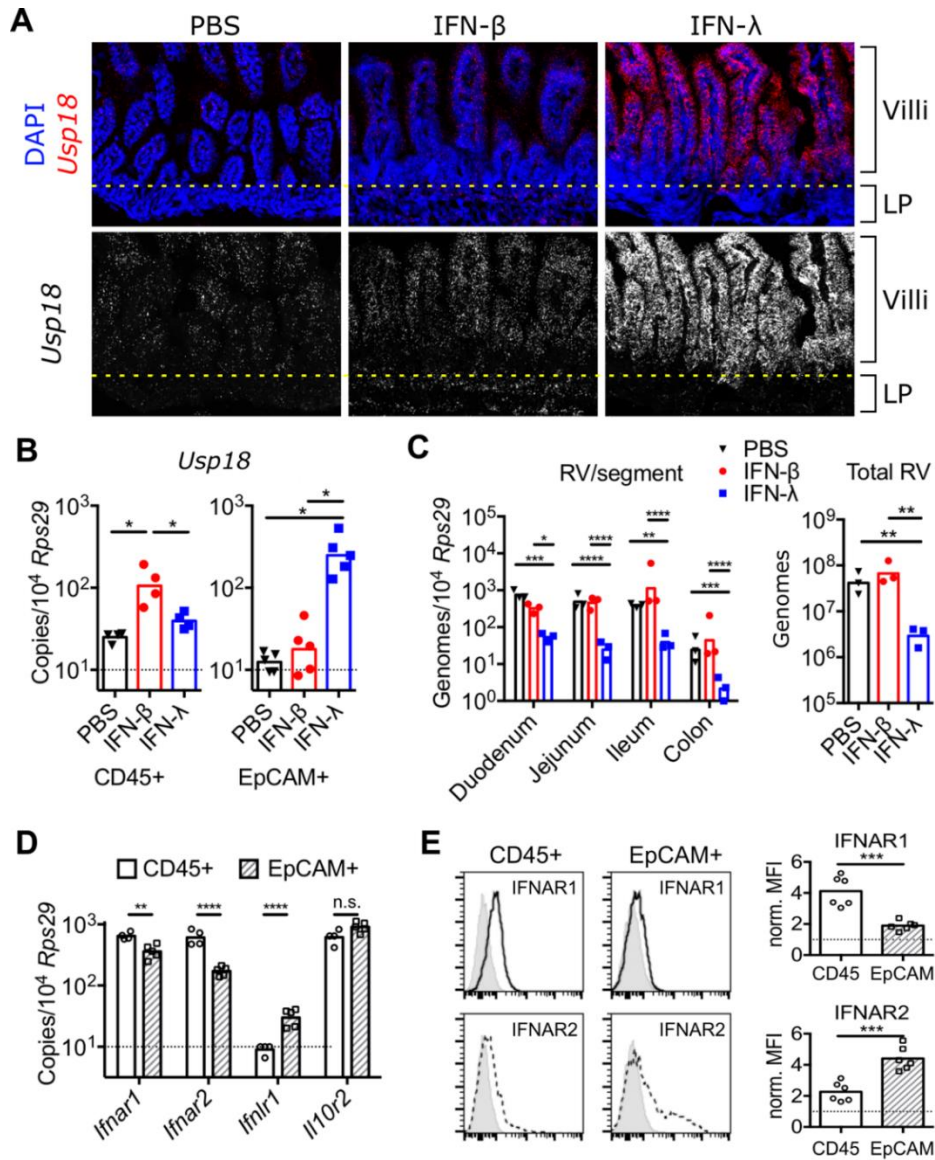 A
PBS
IFN-β
IFN-λ
DAPI
Usp18
Villi
LP
Usp18
Villi
LP
B
Usp18
Copies/10⁴ Rps29
10³
10²
10¹
*
*
PBS
IFN-β
IFN-λ
CD45+
10³
10²
10¹
*
*
PBS
IFN-β
IFN-λ
EpCAM+
C
PBS
IFN-β
IFN-λ
RV/segment
Genomes/10⁴ Rps29
10⁵
10⁴
10³
10²
10¹
10⁰
*
***
****
****
****
**
****
***
Duodenum
Jejunum
Ileum
Colon
Total RV
Genomes
10⁹
10⁸
10⁷
10⁶
10⁵
**
**
PBS
IFN-β
IFN-λ
D
CD45+
EpCAM+
Copies/10⁴ Rps29
10³
10²
10¹
**
****
****
n.s.
Ifnar1
Ifnar2
Ifnlr1
Il10r2
E
CD45+
EpCAM+
IFNAR1
IFNAR1
IFNAR2
IFNAR2
IFNAR1
norm. MFI
6
4
2
***
CD45
EpCAM
IFNAR2
norm. MFI
6
4
2
***
CD45
EpCAM